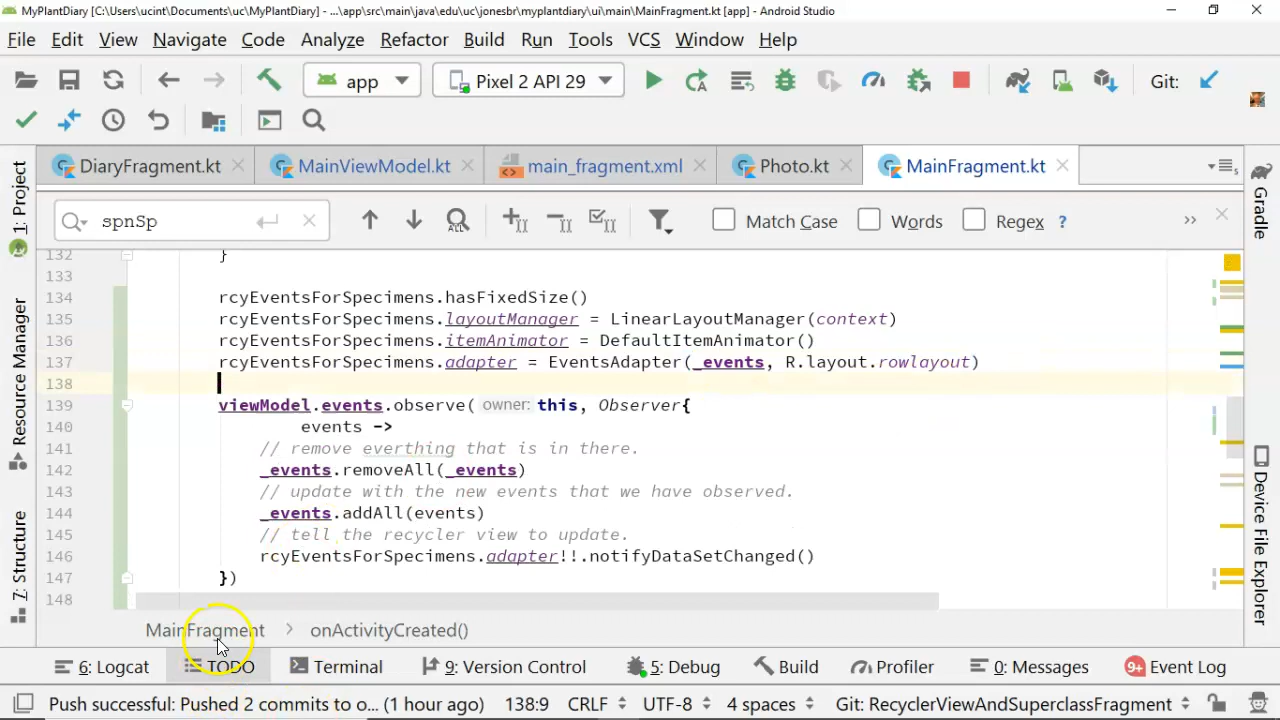 MyPlantDiary [C:\Users\ucint\Documents\uc\MyPlantDiary] - ...\app\src\main\java\edu\uc\jonesbr\myplantdiary\ui\main\MainFragment.kt [app] - Android Studio
File Edit View Navigate Code Analyze Refactor Build Run Tools VCS Window Help
app Pixel 2 API 29 Git:
DiaryFragment.kt MainViewModel.kt main_fragment.xml Photo.kt MainFragment.kt
spnSp ALL Match Case Words Regex ? »
132 }
133
134 rcyEventsForSpecimens.hasFixedSize()
135 rcyEventsForSpecimens.layoutManager = LinearLayoutManager(context)
136 rcyEventsForSpecimens.itemAnimator = DefaultItemAnimator()
137 rcyEventsForSpecimens.adapter = EventsAdapter(_events, R.layout.rowlayout)
138
139 viewModel.events.observe( owner: this, Observer{
140 events ->
141 // remove everthing that is in there.
142 _events.removeAll(_events)
143 // update with the new events that we have observed.
144 _events.addAll(events)
145 // tell the recycler view to update.
146 rcyEventsForSpecimens.adapter!!.notifyDataSetChanged()
147 })
148
1: Project
Resource Manager
7: Structure
Gradle
Device File Explorer
MainFragment > onActivityCreated()
6: Logcat TODO Terminal 9: Version Control 5: Debug Build Profiler 0: Messages 9+ Event Log
Push successful: Pushed 2 commits to o... (1 hour ago) 138:9 CRLF UTF-8 4 spaces Git: RecyclerViewAndSuperclassFragment